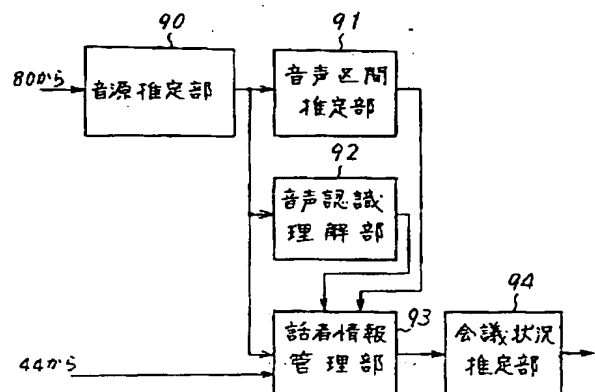 90
91
80から
音源推定部
音声区間
推定部
92
音声認識
理解部
93
94
話者情報
管理部
会議状況
推定部
44から